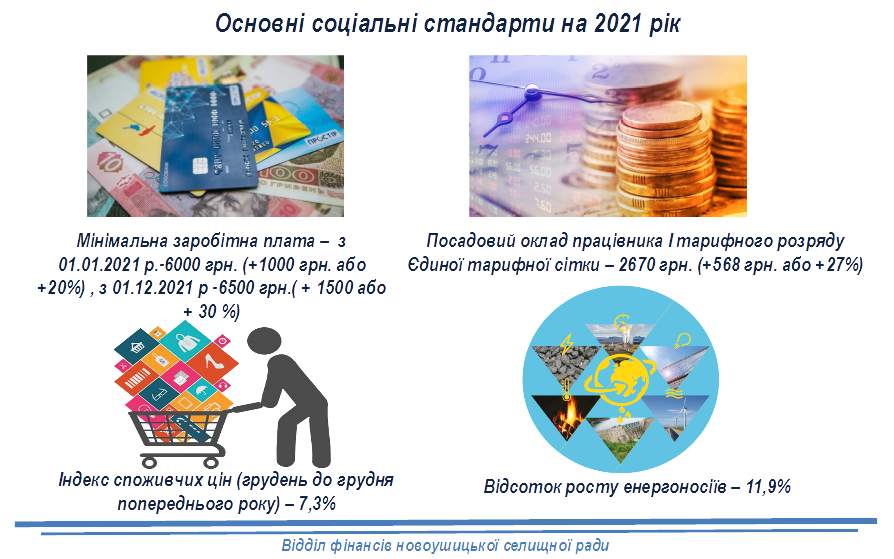 Основні соціальні стандарти на 2021 рік
ПРОСТІР
Мінімальна заробітна плата – з
01.01.2021 р.-6000 грн. (+1000 грн. або
+20%) , з 01.12.2021 р -6500 грн.( + 1500 або
+ 30 %)
Посадовий оклад працівника І тарифного розряду
Єдиної тарифної сітки – 2670 грн. (+568 грн. або +27%)
Індекс споживчих цін (грудень до грудня
попереднього року) – 7,3%
Відсоток росту енергоносіїв – 11,9%
Відділ фінансів новоушицької селищної ради